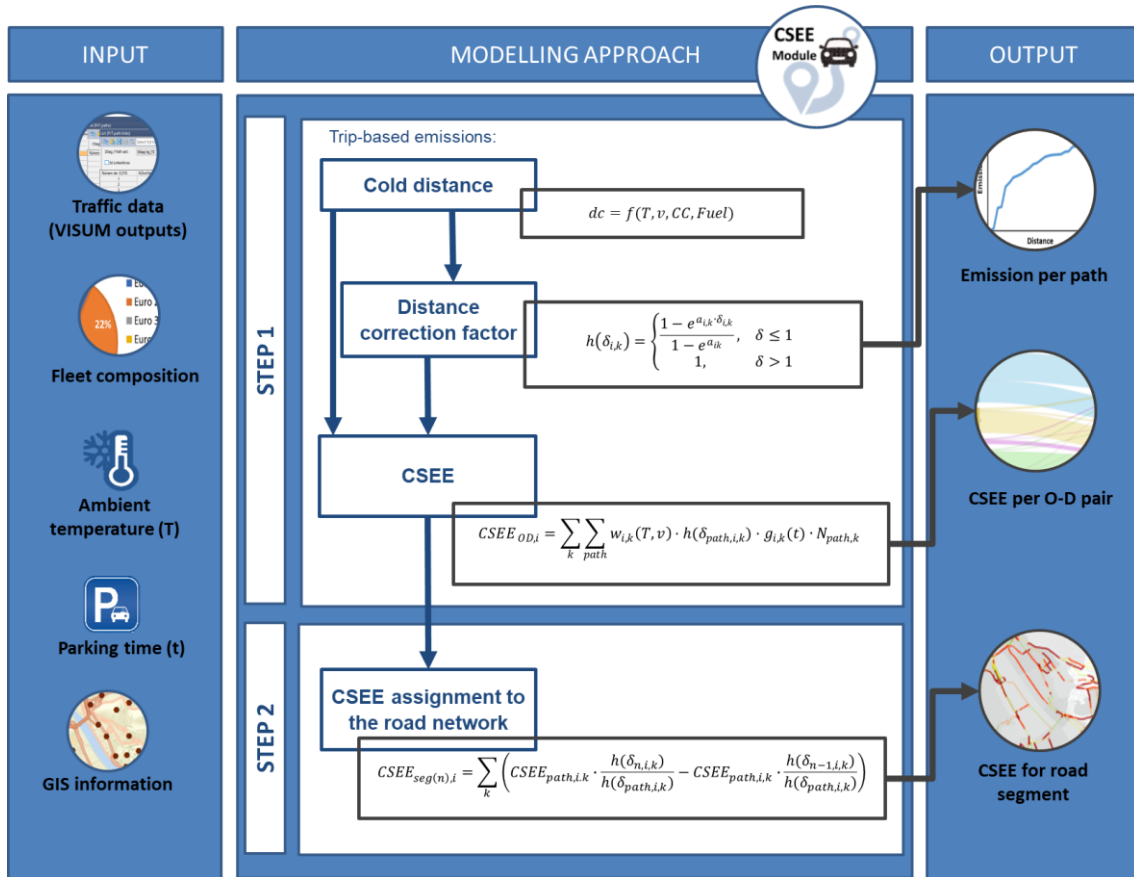 INPUT
MODELLING APPROACH
CSEE
Module
OUTPUT
Traffic data
(VISUM outputs)
22%
Euro 2
Euro 3
Fleet composition
Ambient
temperature (T)
P
Parking time (t)
GIS information
STEP 1
Trip-based emissions:
Cold distance
dc = f(T, v, CC, Fuel)
Distance
correction factor
h(δ_{i,k}) = { (1 − e^{a_{i,k}·δ_{i,k}}) / (1 − e^{a_{ik}}), δ ≤ 1
1, δ > 1
CSEE
CSEE_{OD,i} = ∑_k ∑_{path} w_{i,k}(T, v) · h(δ_{path,i,k}) · g_{i,k}(t) · N_{path,k}
STEP 2
CSEE assignment to
the road network
CSEE_{seg(n),i} = ∑_k (CSEE_{path,i.k} · h(δ_{n,i,k}) / h(δ_{path,i,k}) − CSEE_{path,i,k} · h(δ_{n−1,i,k}) / h(δ_{path,i,k}))
Distance
Emission per path
CSEE per O-D pair
CSEE for road
segment